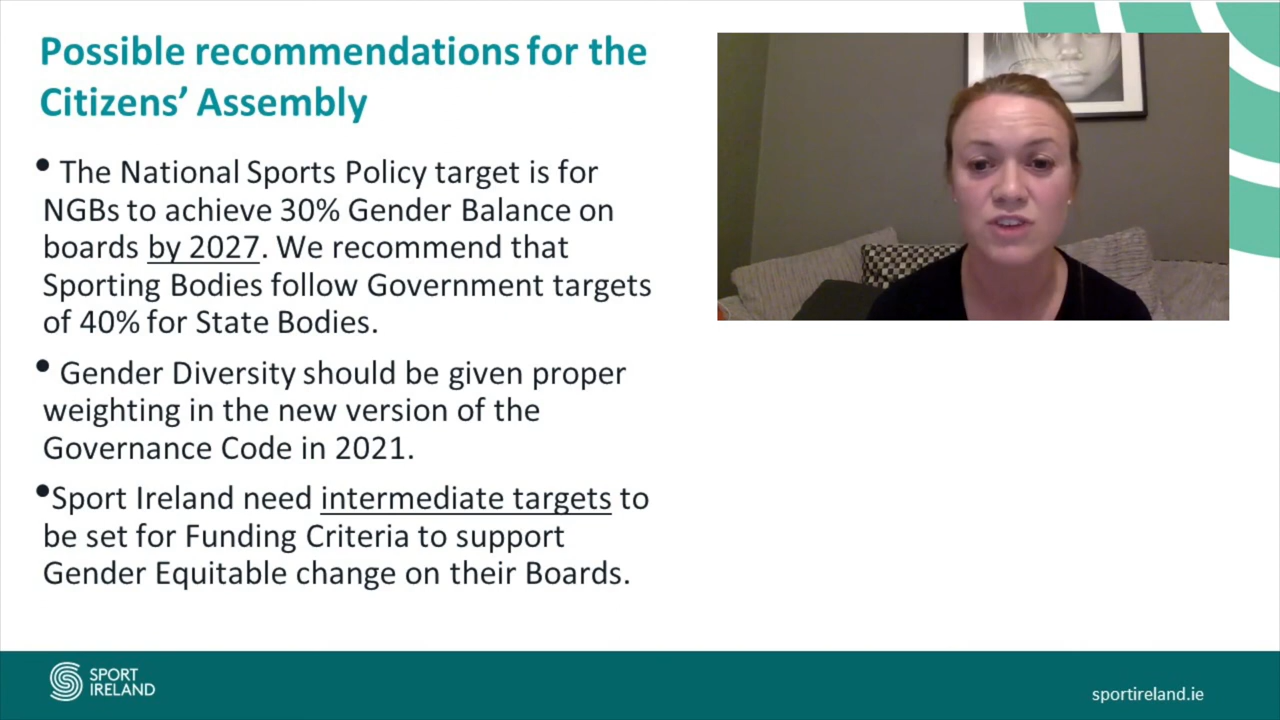 Possible recommendations for the
Citizens' Assembly
• The National Sports Policy target is for
NGBs to achieve 30% Gender Balance on
boards by 2027. We recommend that
Sporting Bodies follow Government targets
of 40% for State Bodies.
• Gender Diversity should be given proper
weighting in the new version of the
Governance Code in 2021.
•Sport Ireland need intermediate targets to
be set for Funding Criteria to support
Gender Equitable change on their Boards.
SPORT
IRELAND
sportireland.ie